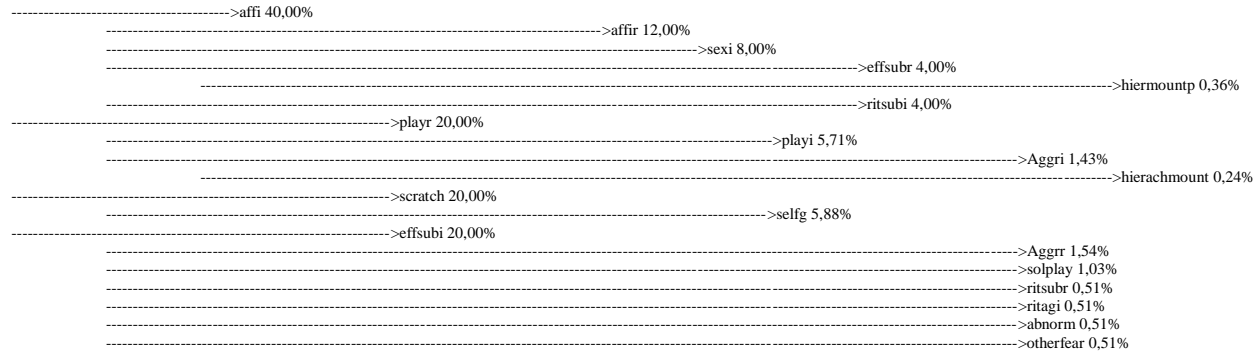 ---------------------------------------->affi 40,00%
------------------------------------------------------------------------------------------->affir 12,00%
------------------------------------------------------------------------------------------------------------->sexi 8,00%
------------------------------------------------------------------------------------------------------------------------------------------->effsubr 4,00%
------------------------------------------------------------------------------------------------------------------------------------------------------------------------->hiermountp 0,36%
------------------------------------------------------------------------------------------------------------------------------------------->ritsubi 4,00%
---------------------------------------------------------------------->playr 20,00%
--------------------------------------------------------------------------------------------------------------------------->playi 5,71%
------------------------------------------------------------------------------------------------------------------------------------------------------------------------->Aggri 1,43%
------------------------------------------------------------------------------------------------------------------------------------------------------------------------->hierachmount 0,24%
---------------------------------------------------------------------->scratch 20,00%
-------------------------------------------------------------------------------------------------------------------------->selfg 5,88%
---------------------------------------------------------------------->effsubi 20,00%
------------------------------------------------------------------------------------------------------------------------------------------------------------------------->Aggrr 1,54%
------------------------------------------------------------------------------------------------------------------------------------------------------------------------->solplay 1,03%
------------------------------------------------------------------------------------------------------------------------------------------------------------------------->ritsubr 0,51%
------------------------------------------------------------------------------------------------------------------------------------------------------------------------->ritagi 0,51%
------------------------------------------------------------------------------------------------------------------------------------------------------------------------->abnorm 0,51%
------------------------------------------------------------------------------------------------------------------------------------------------------------------------->otherfear 0,51%